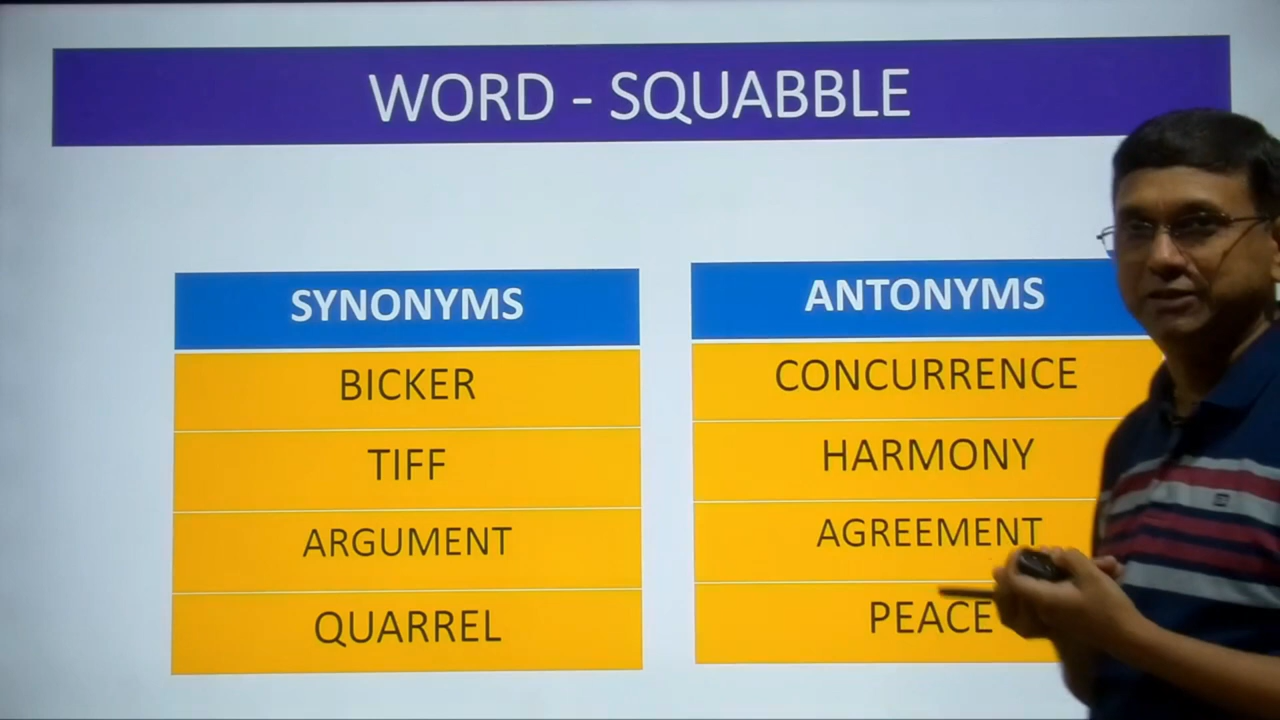 WORD - SQUABBLE
SYNONYMS
BICKER
TIFF
ARGUMENT
QUARREL
ANTONYMS
CONCURRENCE
HARMONY
AGREEMENT
PEACE